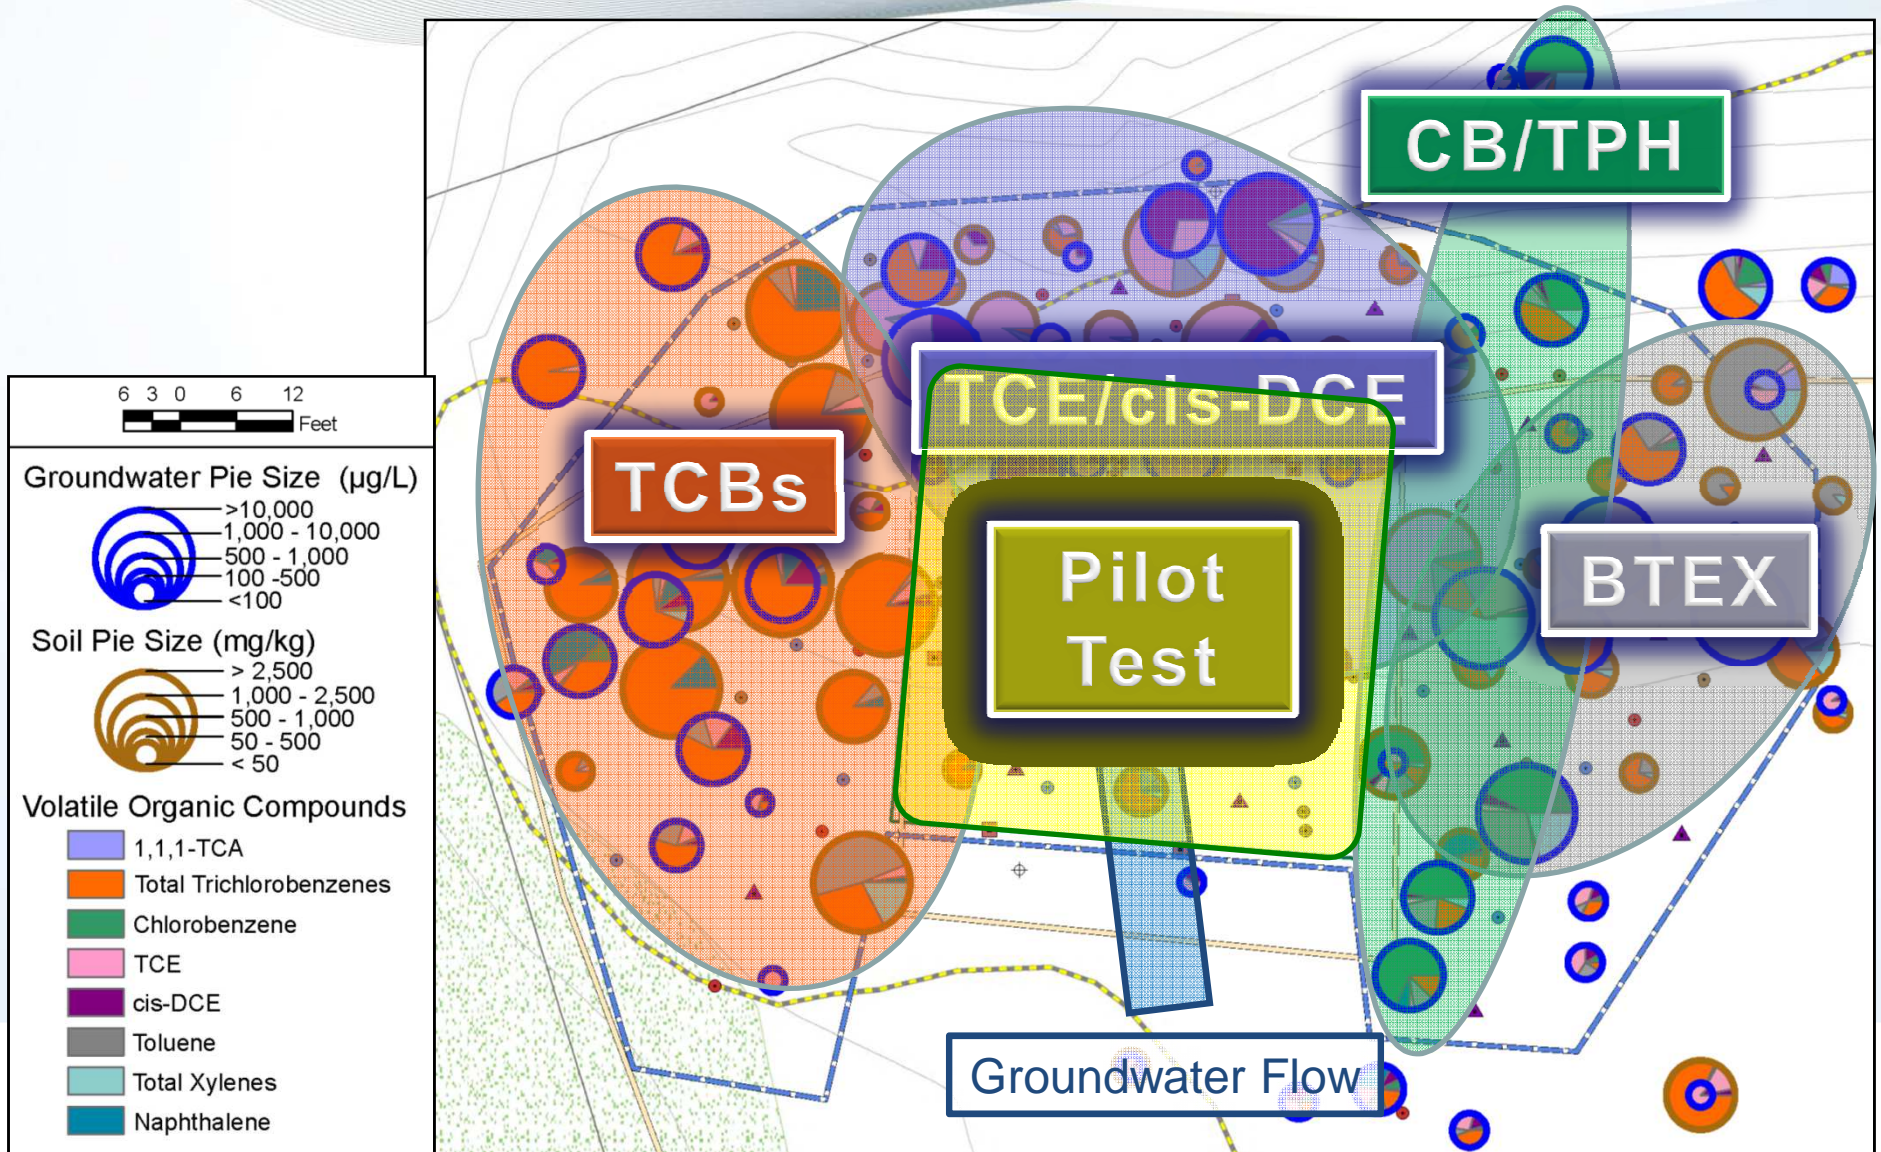 CB/TPH
TCE/cis-DCE
TCBs
Pilot
Test
BTEX
Groundwater Flow
6 3 0 6 12
Feet
Groundwater Pie Size (µg/L)
>10,000
1,000 - 10,000
500 - 1,000
100 -500
<100
Soil Pie Size (mg/kg)
> 2,500
1,000 - 2,500
500 - 1,000
50 - 500
< 50
Volatile Organic Compounds
1,1,1-TCA
Total Trichlorobenzenes
Chlorobenzene
TCE
cis-DCE
Toluene
Total Xylenes
Naphthalene